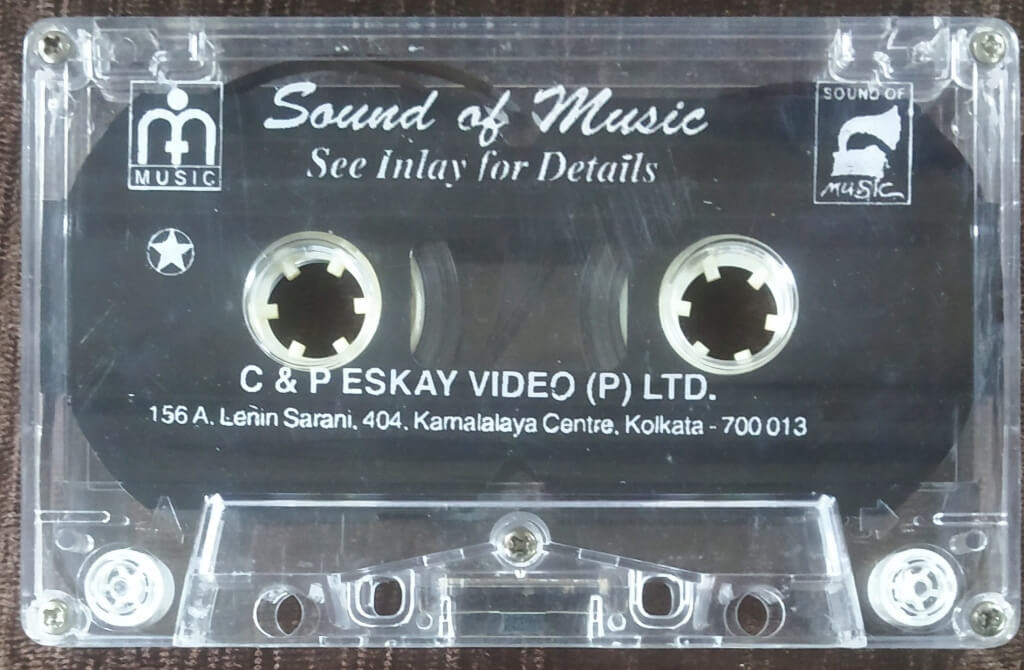 Sound of Music
See Inlay for Details
MUSIC
SOUND OF
MUSIC
C & P ESKAY VIDEO (P) LTD.
156 A, Lenin Sarani, 404, Kamalalaya Centre, Kolkata - 700 013